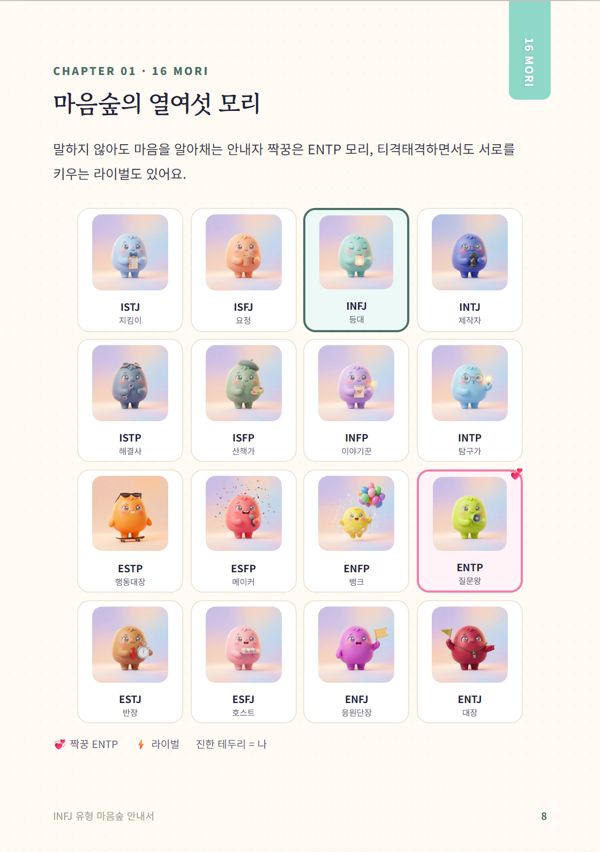 16 MORI
CHAPTER 01 · 16 MORI
마음숲의 열여섯 모리
말하지 않아도 마음을 알아채는 안내자 짝꿍은 ENTP 모리, 티격태격하면서도 서로를
키우는 라이벌도 있어요.
ISTJ
지킴이
ISFJ
요정
INFJ
등대
INTJ
제작자
ISTP
해결사
ISFP
산책가
INFP
이야기꾼
INTP
탐구가
ESTP
행동대장
ESFP
메이커
ENFP
뱅크
ENTP
질문왕
ESTJ
반장
ESFJ
호스트
ENFJ
응원단장
ENTJ
대장
💞 짝꿍 ENTP ⚡ 라이벌 진한 테두리 = 나
INFJ 유형 마음숲 안내서
8